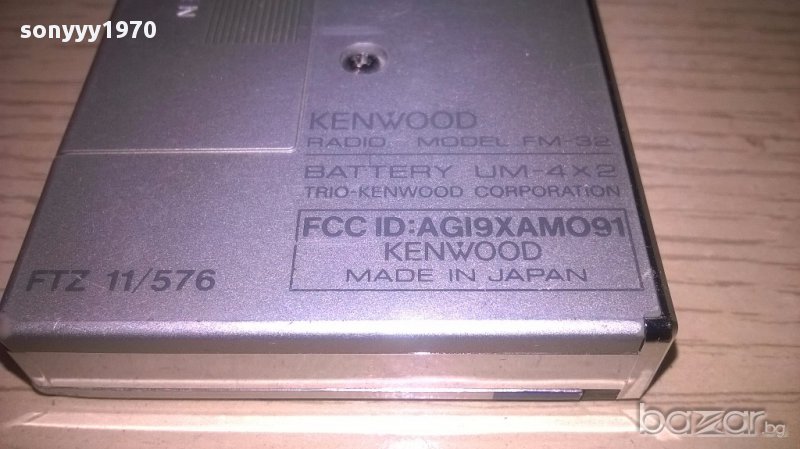 sonyyy1970
KENWOOD
RADIO MODEL FM-32
BATTERY UM-4×2
TRIO-KENWOOD CORPORATION
FCC ID:AGI9XAMO91
KENWOOD
MADE IN JAPAN
FTZ 11/576
bazar.bg